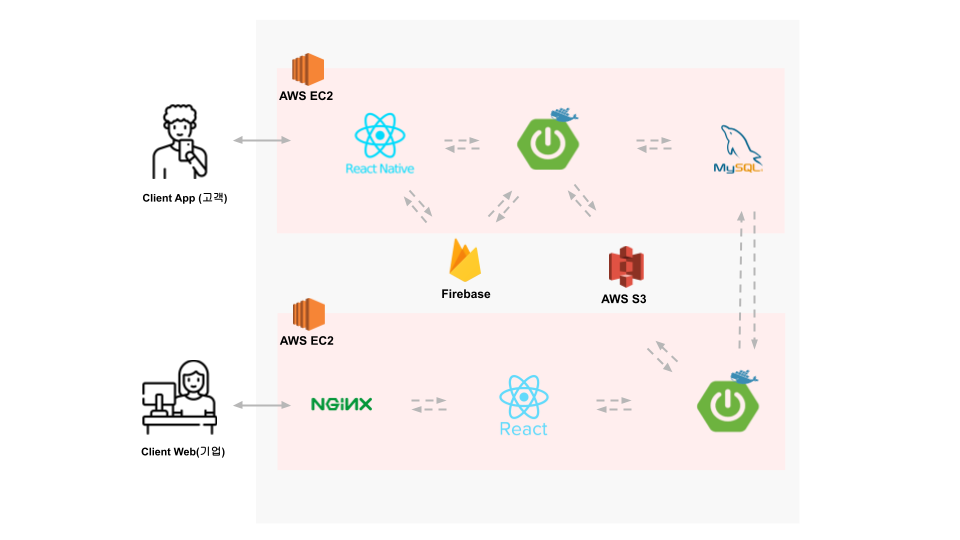 AWS EC2
React Native
MySQL
Client App (고객)
Firebase
AWS S3
AWS EC2
NGINX
React
Client Web(기업)